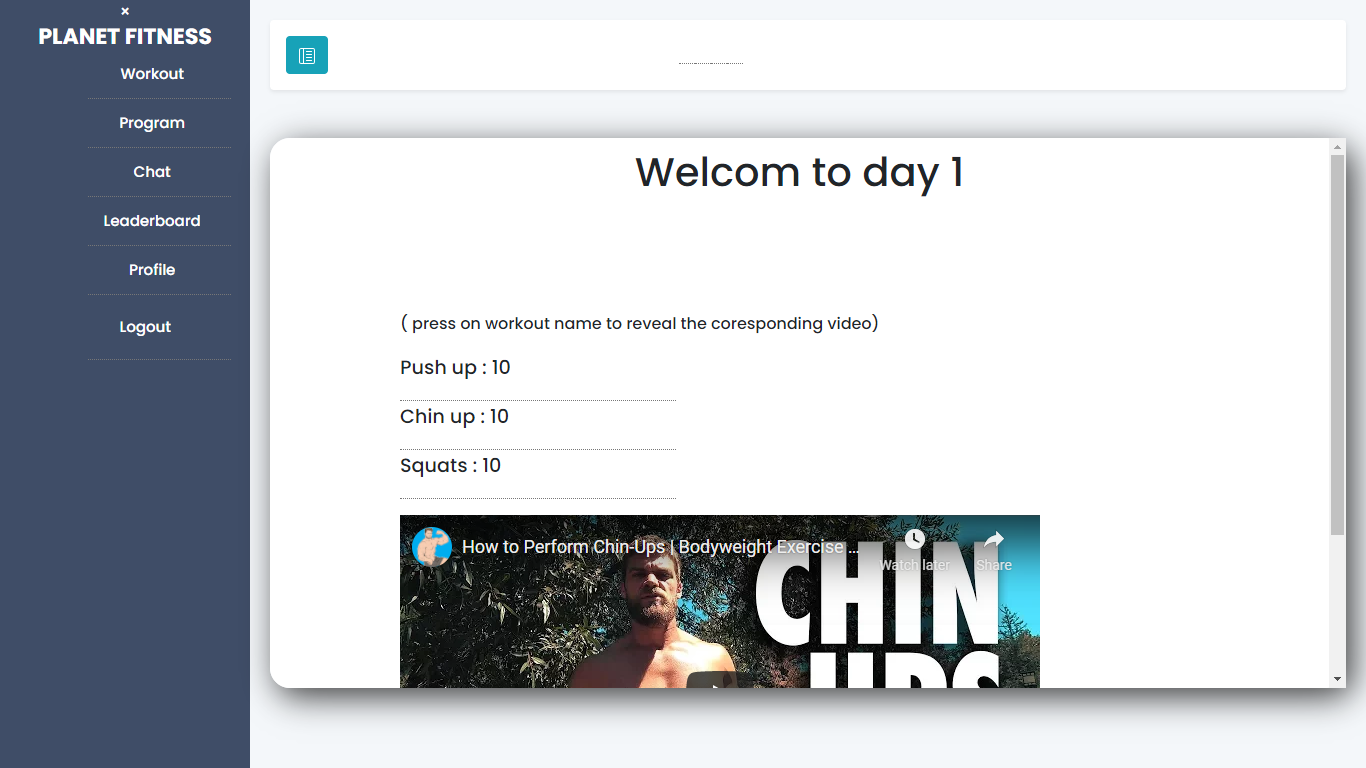 ×
PLANET FITNESS
Workout
Program
Chat
Leaderboard
Profile
Logout
Welcom to day 1
( press on workout name to reveal the coresponding video)
Push up : 10
Chin up : 10
Squats : 10
How to Perform Chin-Ups | Bodyweight Exercise ...
Watch later
Share
CHIN
UPS